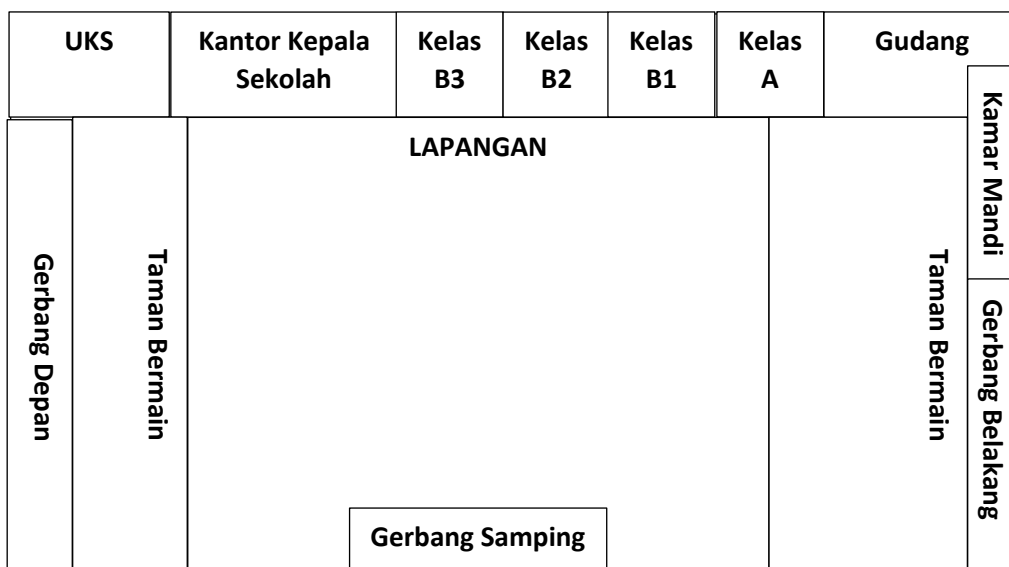 UKS
Kantor Kepala
Sekolah
Kelas
B3
Kelas
B2
Kelas
B1
Kelas
A
Gudang
Kamar Mandi
LAPANGAN
Gerbang Depan
Taman Bermain
Taman Bermain
Gerbang Belakang
Gerbang Samping